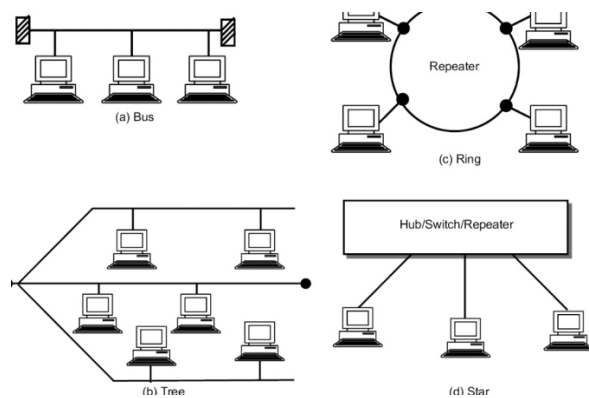 (a) Bus
Repeater
(c) Ring
(b) Tree
Hub/Switch/Repeater
(d) Star